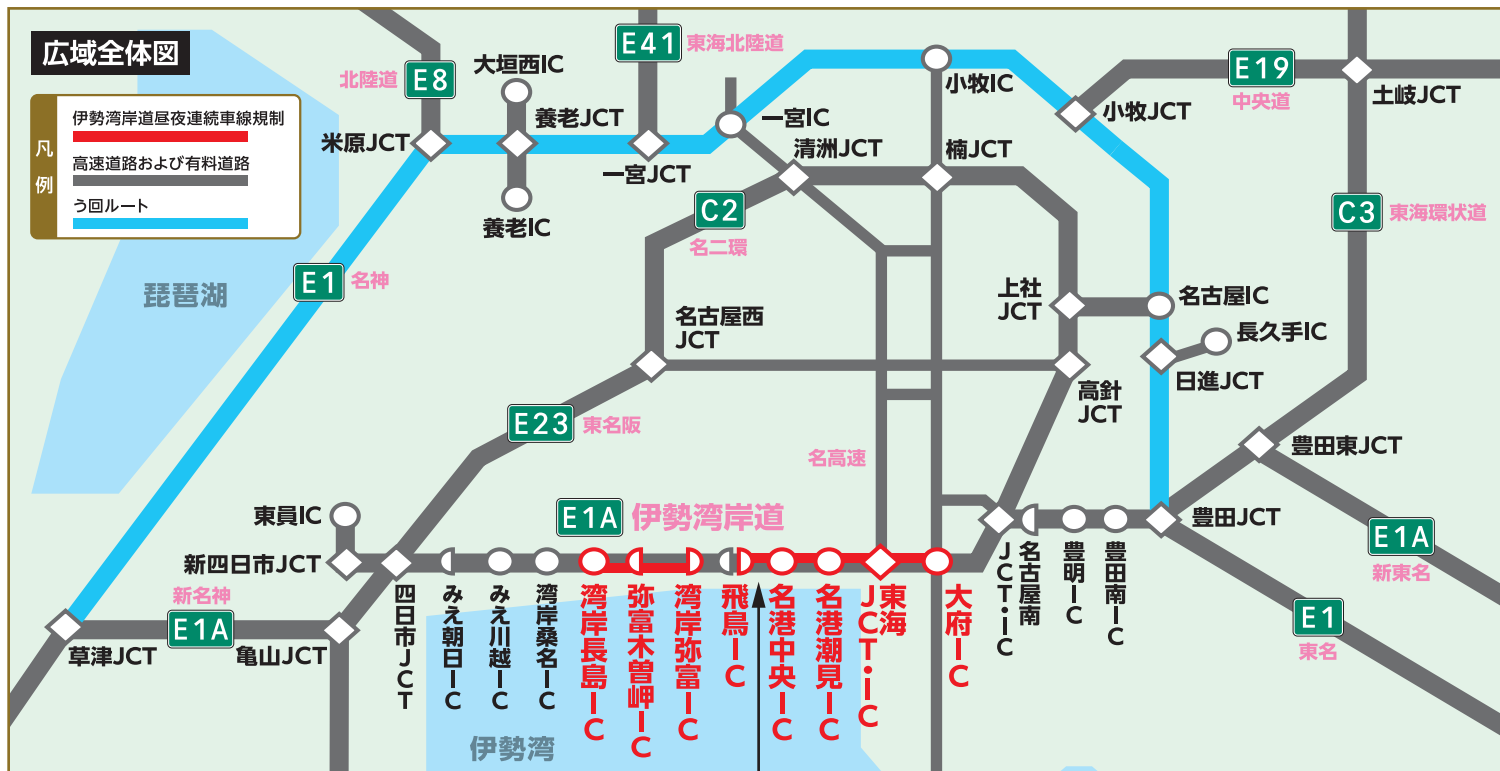 広域全体図
凡例
伊勢湾岸道昼夜連続車線規制
高速道路および有料道路
う回ルート
北陸道
E8
大垣西IC
E41
東海北陸道
小牧IC
E19
中央道
土岐JCT
米原JCT
養老JCT
一宮JCT
一宮IC
清洲JCT
楠JCT
小牧JCT
養老IC
C2
名二環
C3
東海環状道
琵琶湖
E1
名神
名古屋西
JCT
上社
JCT
名古屋IC
長久手IC
日進JCT
高針
JCT
E23
東名阪
名高速
豊田東JCT
東員IC
E1A
伊勢湾岸道
豊田JCT
E1A
新東名
新四日市JCT
新名神
E1A
草津JCT
亀山JCT
四日市JCT
みえ朝日IC
みえ川越IC
湾岸桑名IC
湾岸長島IC
弥富木曽岬IC
湾岸弥富IC
飛島IC
名港中央IC
名港潮見IC
東海
JCT・IC
大府IC
名古屋南
JCT・IC
豊明IC
豊田南IC
E1
東名
伊勢湾